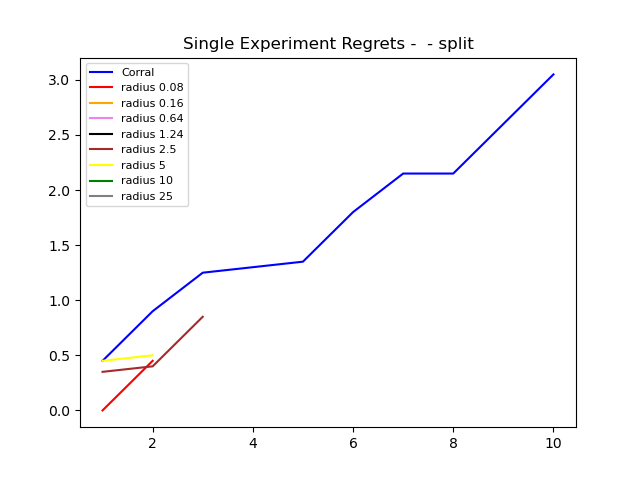 Single Experiment Regrets -  - split
Corral
radius 0.08
radius 0.16
radius 0.64
radius 1.24
radius 2.5
radius 5
radius 10
radius 25
3.0
2.5
2.0
1.5
1.0
0.5
0.0
2 4 6 8 10